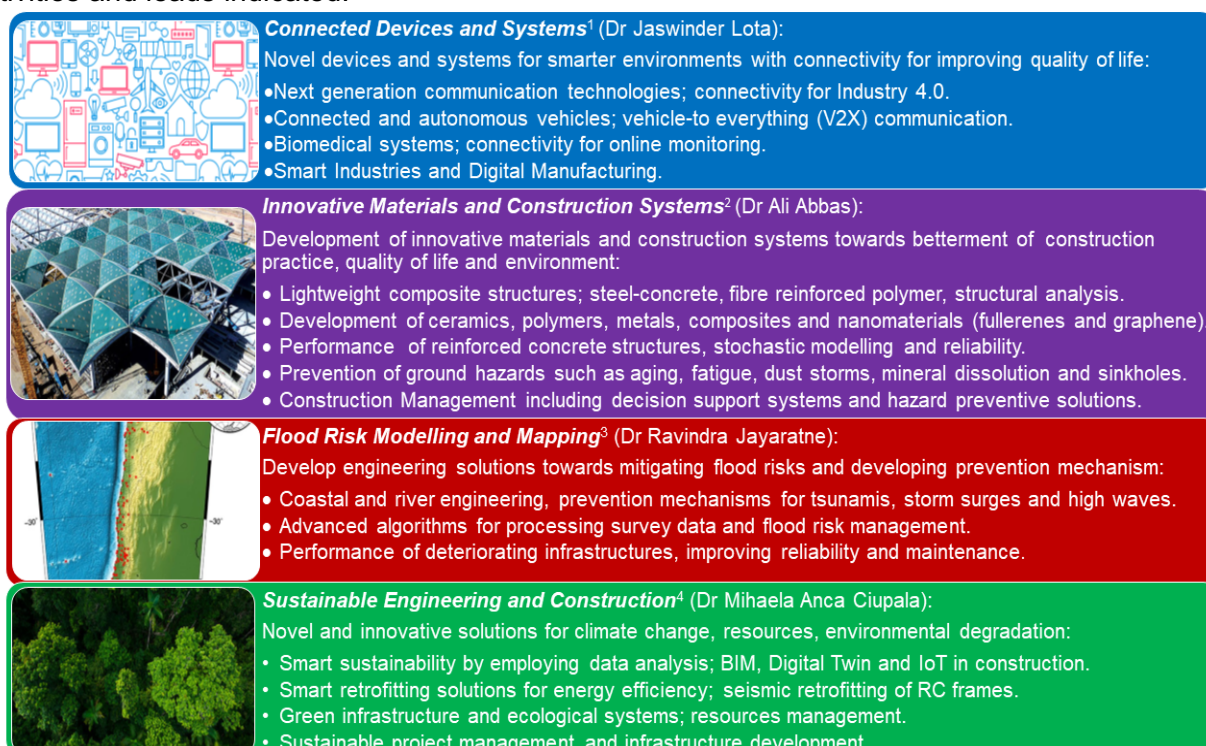 and leads indicated.
Connected Devices and Systems¹ (Dr Jaswinder Lota):
Novel devices and systems for smarter environments with connectivity for improving quality of life:
•Next generation communication technologies; connectivity for Industry 4.0.
•Connected and autonomous vehicles; vehicle-to everything (V2X) communication.
•Biomedical systems; connectivity for online monitoring.
•Smart Industries and Digital Manufacturing.
Innovative Materials and Construction Systems² (Dr Ali Abbas):
Development of innovative materials and construction systems towards betterment of construction
practice, quality of life and environment:
• Lightweight composite structures; steel-concrete, fibre reinforced polymer, structural analysis.
• Development of ceramics, polymers, metals, composites and nanomaterials (fullerenes and graphene).
• Performance of reinforced concrete structures, stochastic modelling and reliability.
• Prevention of ground hazards such as aging, fatigue, dust storms, mineral dissolution and sinkholes.
• Construction Management including decision support systems and hazard preventive solutions.
Flood Risk Modelling and Mapping³ (Dr Ravindra Jayaratne):
Develop engineering solutions towards mitigating flood risks and developing prevention mechanism:
• Coastal and river engineering, prevention mechanisms for tsunamis, storm surges and high waves.
• Advanced algorithms for processing survey data and flood risk management.
• Performance of deteriorating infrastructures, improving reliability and maintenance.
-30° -30°
Sustainable Engineering and Construction⁴ (Dr Mihaela Anca Ciupala):
Novel and innovative solutions for climate change, resources, environmental degradation:
• Smart sustainability by employing data analysis; BIM, Digital Twin and IoT in construction.
• Smart retrofitting solutions for energy efficiency; seismic retrofitting of RC frames.
• Green infrastructure and ecological systems; resources management.
• Sustainable project management and infrastructure development